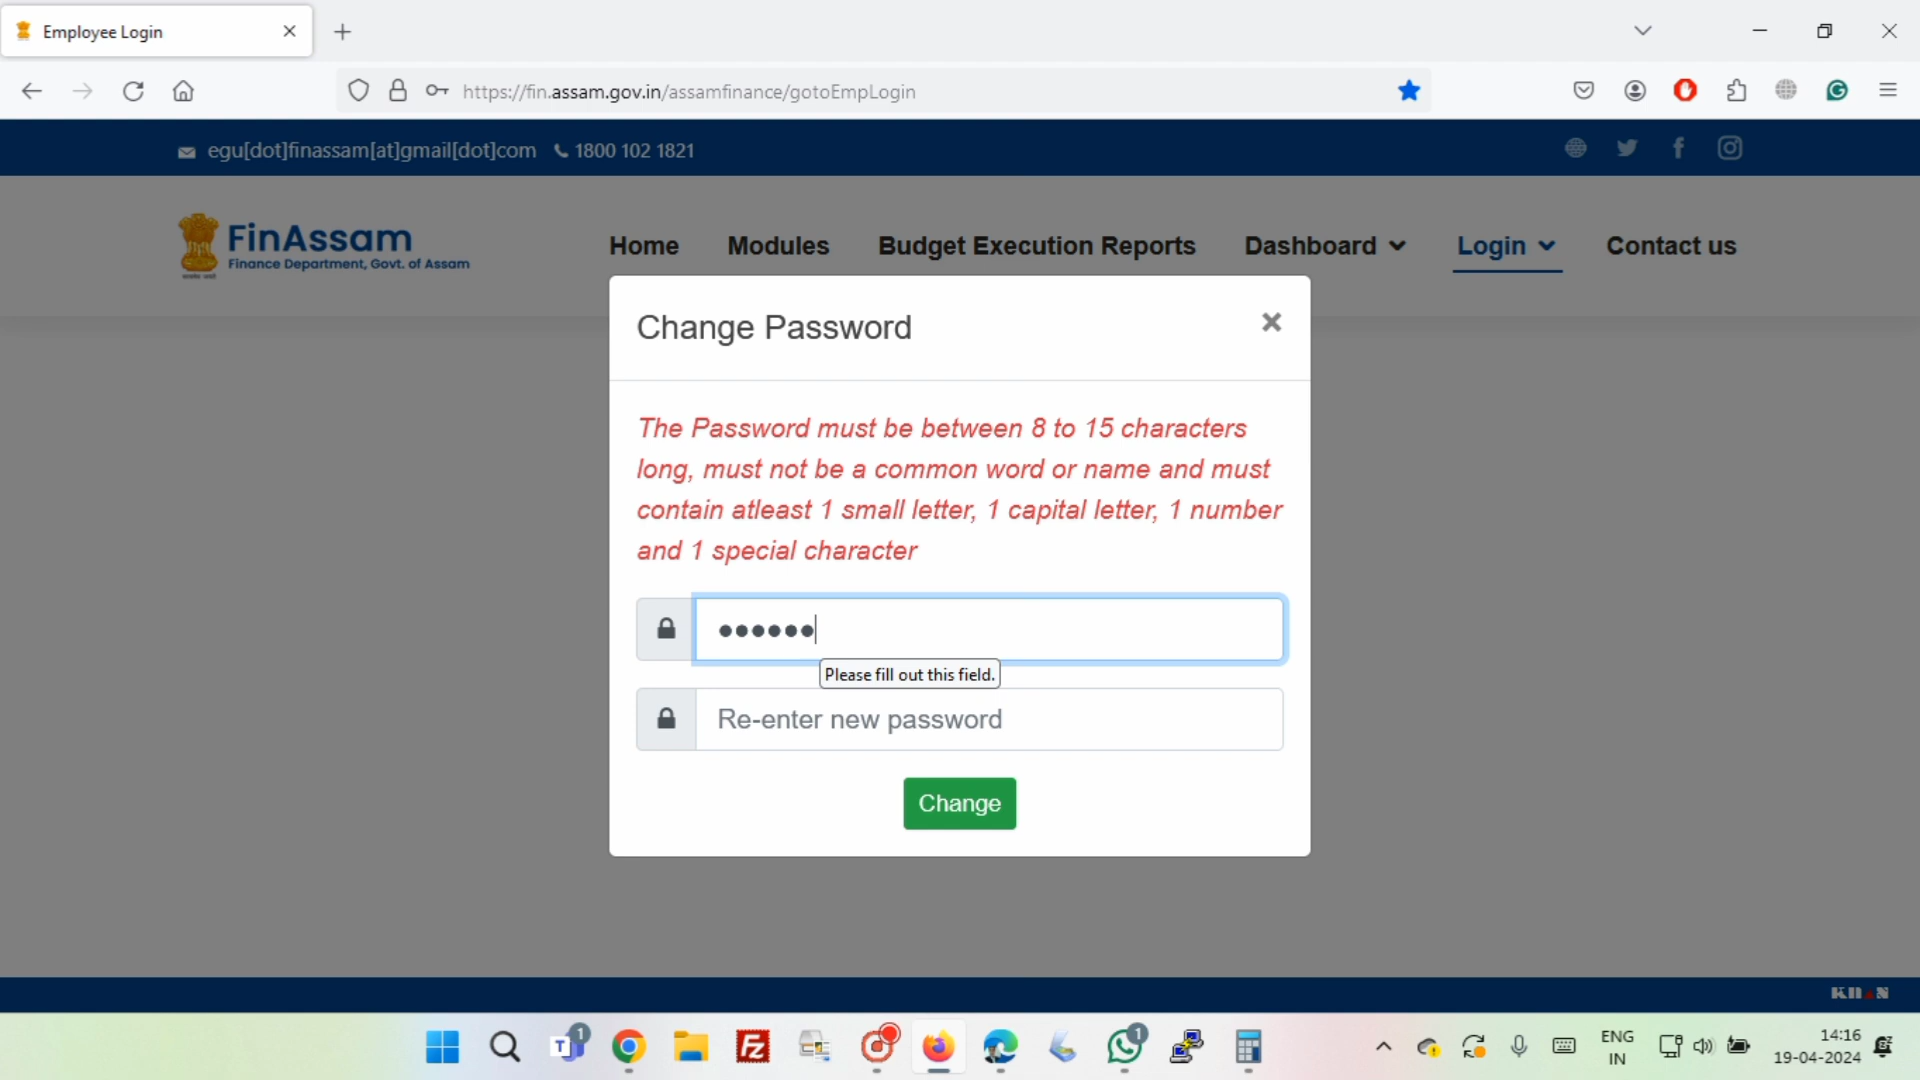 Employee Login
https://fin.assam.gov.in/assamfinance/gotoEmpLogin
egu[dot]finassam[at]gmail[dot]com 1800 102 1821
FinAssam
Finance Department, Govt. of Assam
Home Modules Budget Execution Reports Dashboard Login Contact us
Change Password
The Password must be between 8 to 15 characters
long, must not be a common word or name and must
contain atleast 1 small letter, 1 capital letter, 1 number
and 1 special character
Please fill out this field.
Re-enter new password
Change
1
1
ENG
IN
14:16
19-04-2024